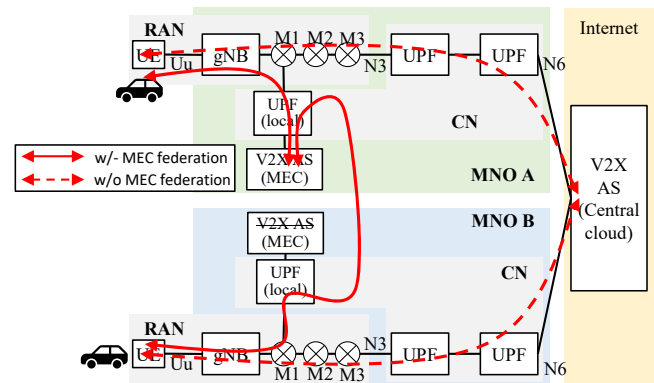 Internet
RAN
M1 M2 M3
UE
Uu
gNB
N3
UPF
UPF
N6
UPF
(local)
CN
w/- MEC federation
w/o MEC federation
V2X AS
(MEC)
MNO A
V2X
AS
(Central
cloud)
V2X AS
(MEC)
MNO B
UPF
(local)
CN
RAN
UE
Uu
gNB
M1 M2 M3
N3
UPF
UPF
N6